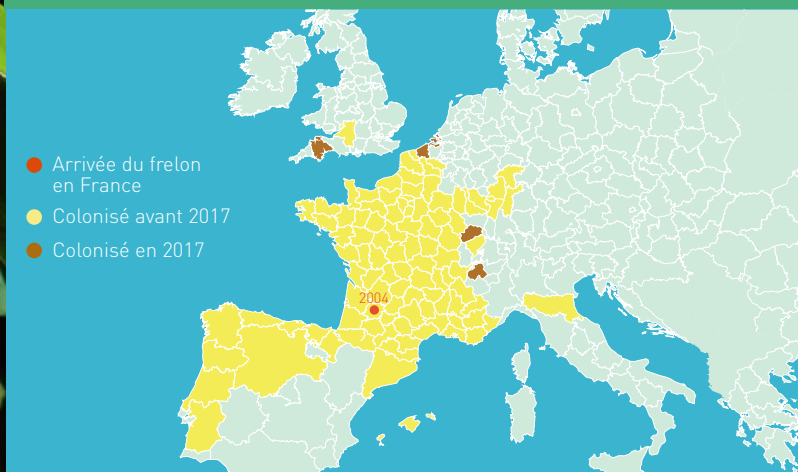 Arrivée du frelon
en France
Colonisé avant 2017
Colonisé en 2017
2004